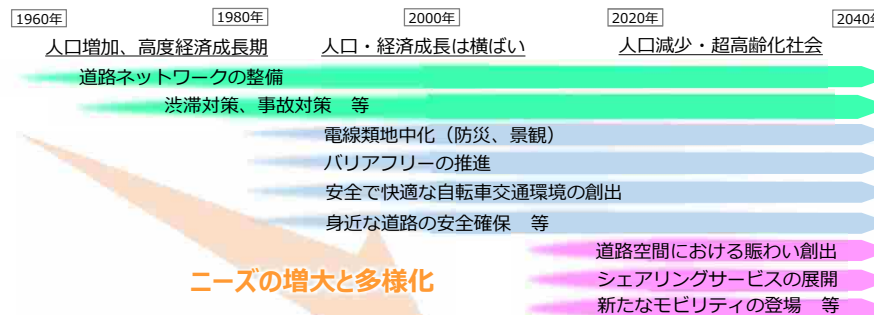 1960年 1980年 2000年 2020年 2040年
人口増加、高度経済成長期 人口・経済成長は横ばい 人口減少・超高齢化社会
道路ネットワークの整備
渋滞対策、事故対策　等
電線類地中化（防災、景観）
バリアフリーの推進
安全で快適な自転車交通環境の創出
身近な道路の安全確保　等
道路空間における賑わい創出
ニーズの増大と多様化
シェアリングサービスの展開
新たなモビリティの登場　等